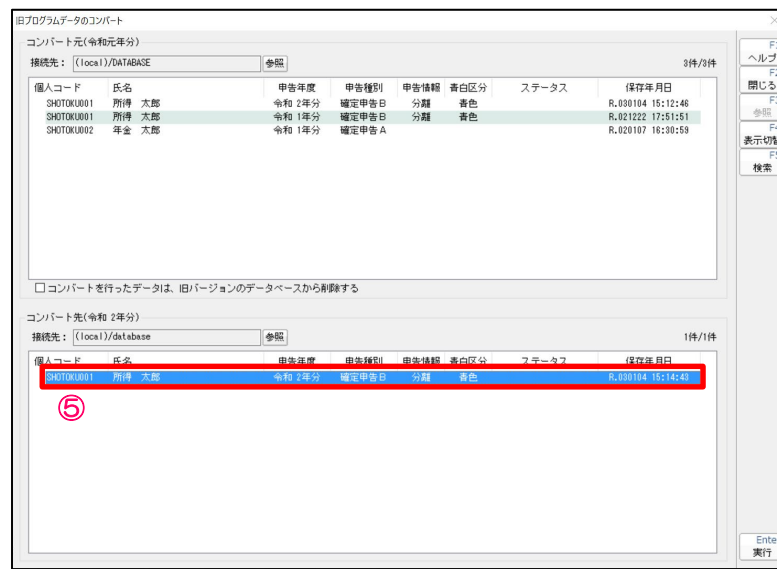 旧プログラムデータのコンバート
コンバート元(令和元年分)
接続先： (local)/DATABASE 参照 3件/3件
個人コード 氏名 申告年度 申告種別 申告情報 青白区分 ステータス 保存年月日
SHOTOKU001 所得 太郎 令和 2年分 確定申告B 分離 青色 R.030104 15:12:46
SHOTOKU001 所得 太郎 令和 1年分 確定申告B 分離 青色 R.021222 17:51:51
SHOTOKU002 年金 太郎 令和 1年分 確定申告A R.020107 16:30:59
コンバートを行ったデータは、旧バージョンのデータベースから削除する
コンバート先(令和 2年分)
接続先： (local)/database 参照 1件/1件
個人コード 氏名 申告年度 申告種別 申告情報 青白区分 ステータス 保存年月日
SHOTOKU001 所得 太郎 令和 2年分 確定申告B 分離 青色 R.030104 15:14:43
⑤
ヘルプ
閉じる
参照
F4
表示切替
検索
Ente
実行